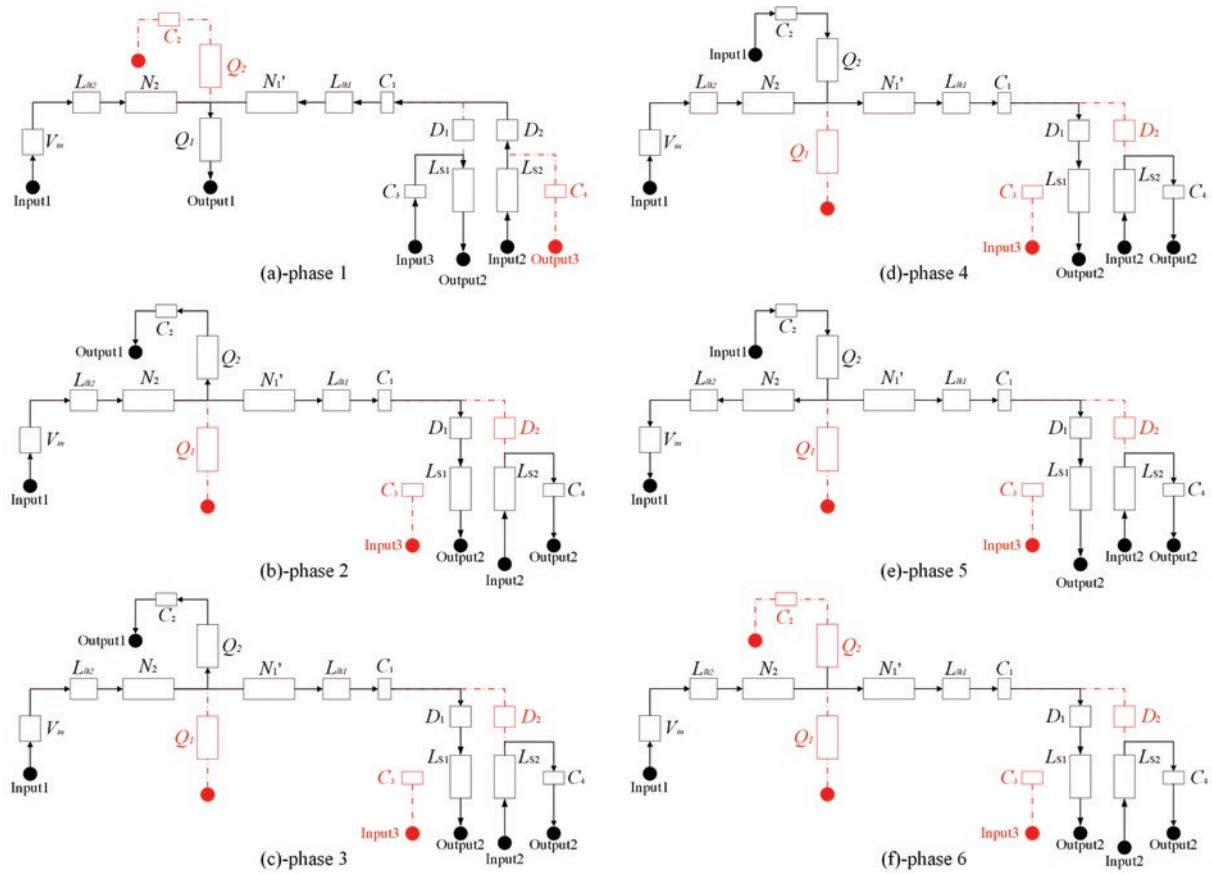 C₂
Q₂
Lₗₖ₂ N₂ N₁’ Lₗₖ₁ C₁
Vᵢₙ Q₁ D₁ D₂
C₃ LS1 LS2 C₄
Input1 Output1 Input3 Output2 Input2 Output3
(a)-phase 1
C₂
Output1 Q₂
Lₗₖ₂ N₂ N₁’ Lₗₖ₁ C₁
Vᵢₙ Q₁ D₁ D₂
C₃ LS1 LS2 C₄
Input1 Input3 Output2 Input2 Output2
(b)-phase 2
C₂
Output1 Q₂
Lₗₖ₂ N₂ N₁’ Lₗₖ₁ C₁
Vᵢₙ Q₁ D₁ D₂
C₃ LS1 LS2 C₄
Input1 Input3 Output2 Input2 Output2
(c)-phase 3
C₂
Input1 Q₂
Lₗₖ₂ N₂ N₁’ Lₗₖ₁ C₁
Vᵢₙ Q₁ D₁ D₂
C₃ LS1 LS2 C₄
Input1 Input3 Output2 Input2 Output2
(d)-phase 4
C₂
Input1 Q₂
Lₗₖ₂ N₂ N₁’ Lₗₖ₁ C₁
Vᵢₙ Q₁ D₁ D₂
C₃ LS1 LS2 C₄
Input1 Input3 Output2 Input2 Output2
(e)-phase 5
C₂
Q₂
Lₗₖ₂ N₂ N₁’ Lₗₖ₁ C₁
Vᵢₙ Q₁ D₁ D₂
C₃ LS1 LS2 C₄
Input1 Input3 Output2 Input2 Output2
(f)-phase 6